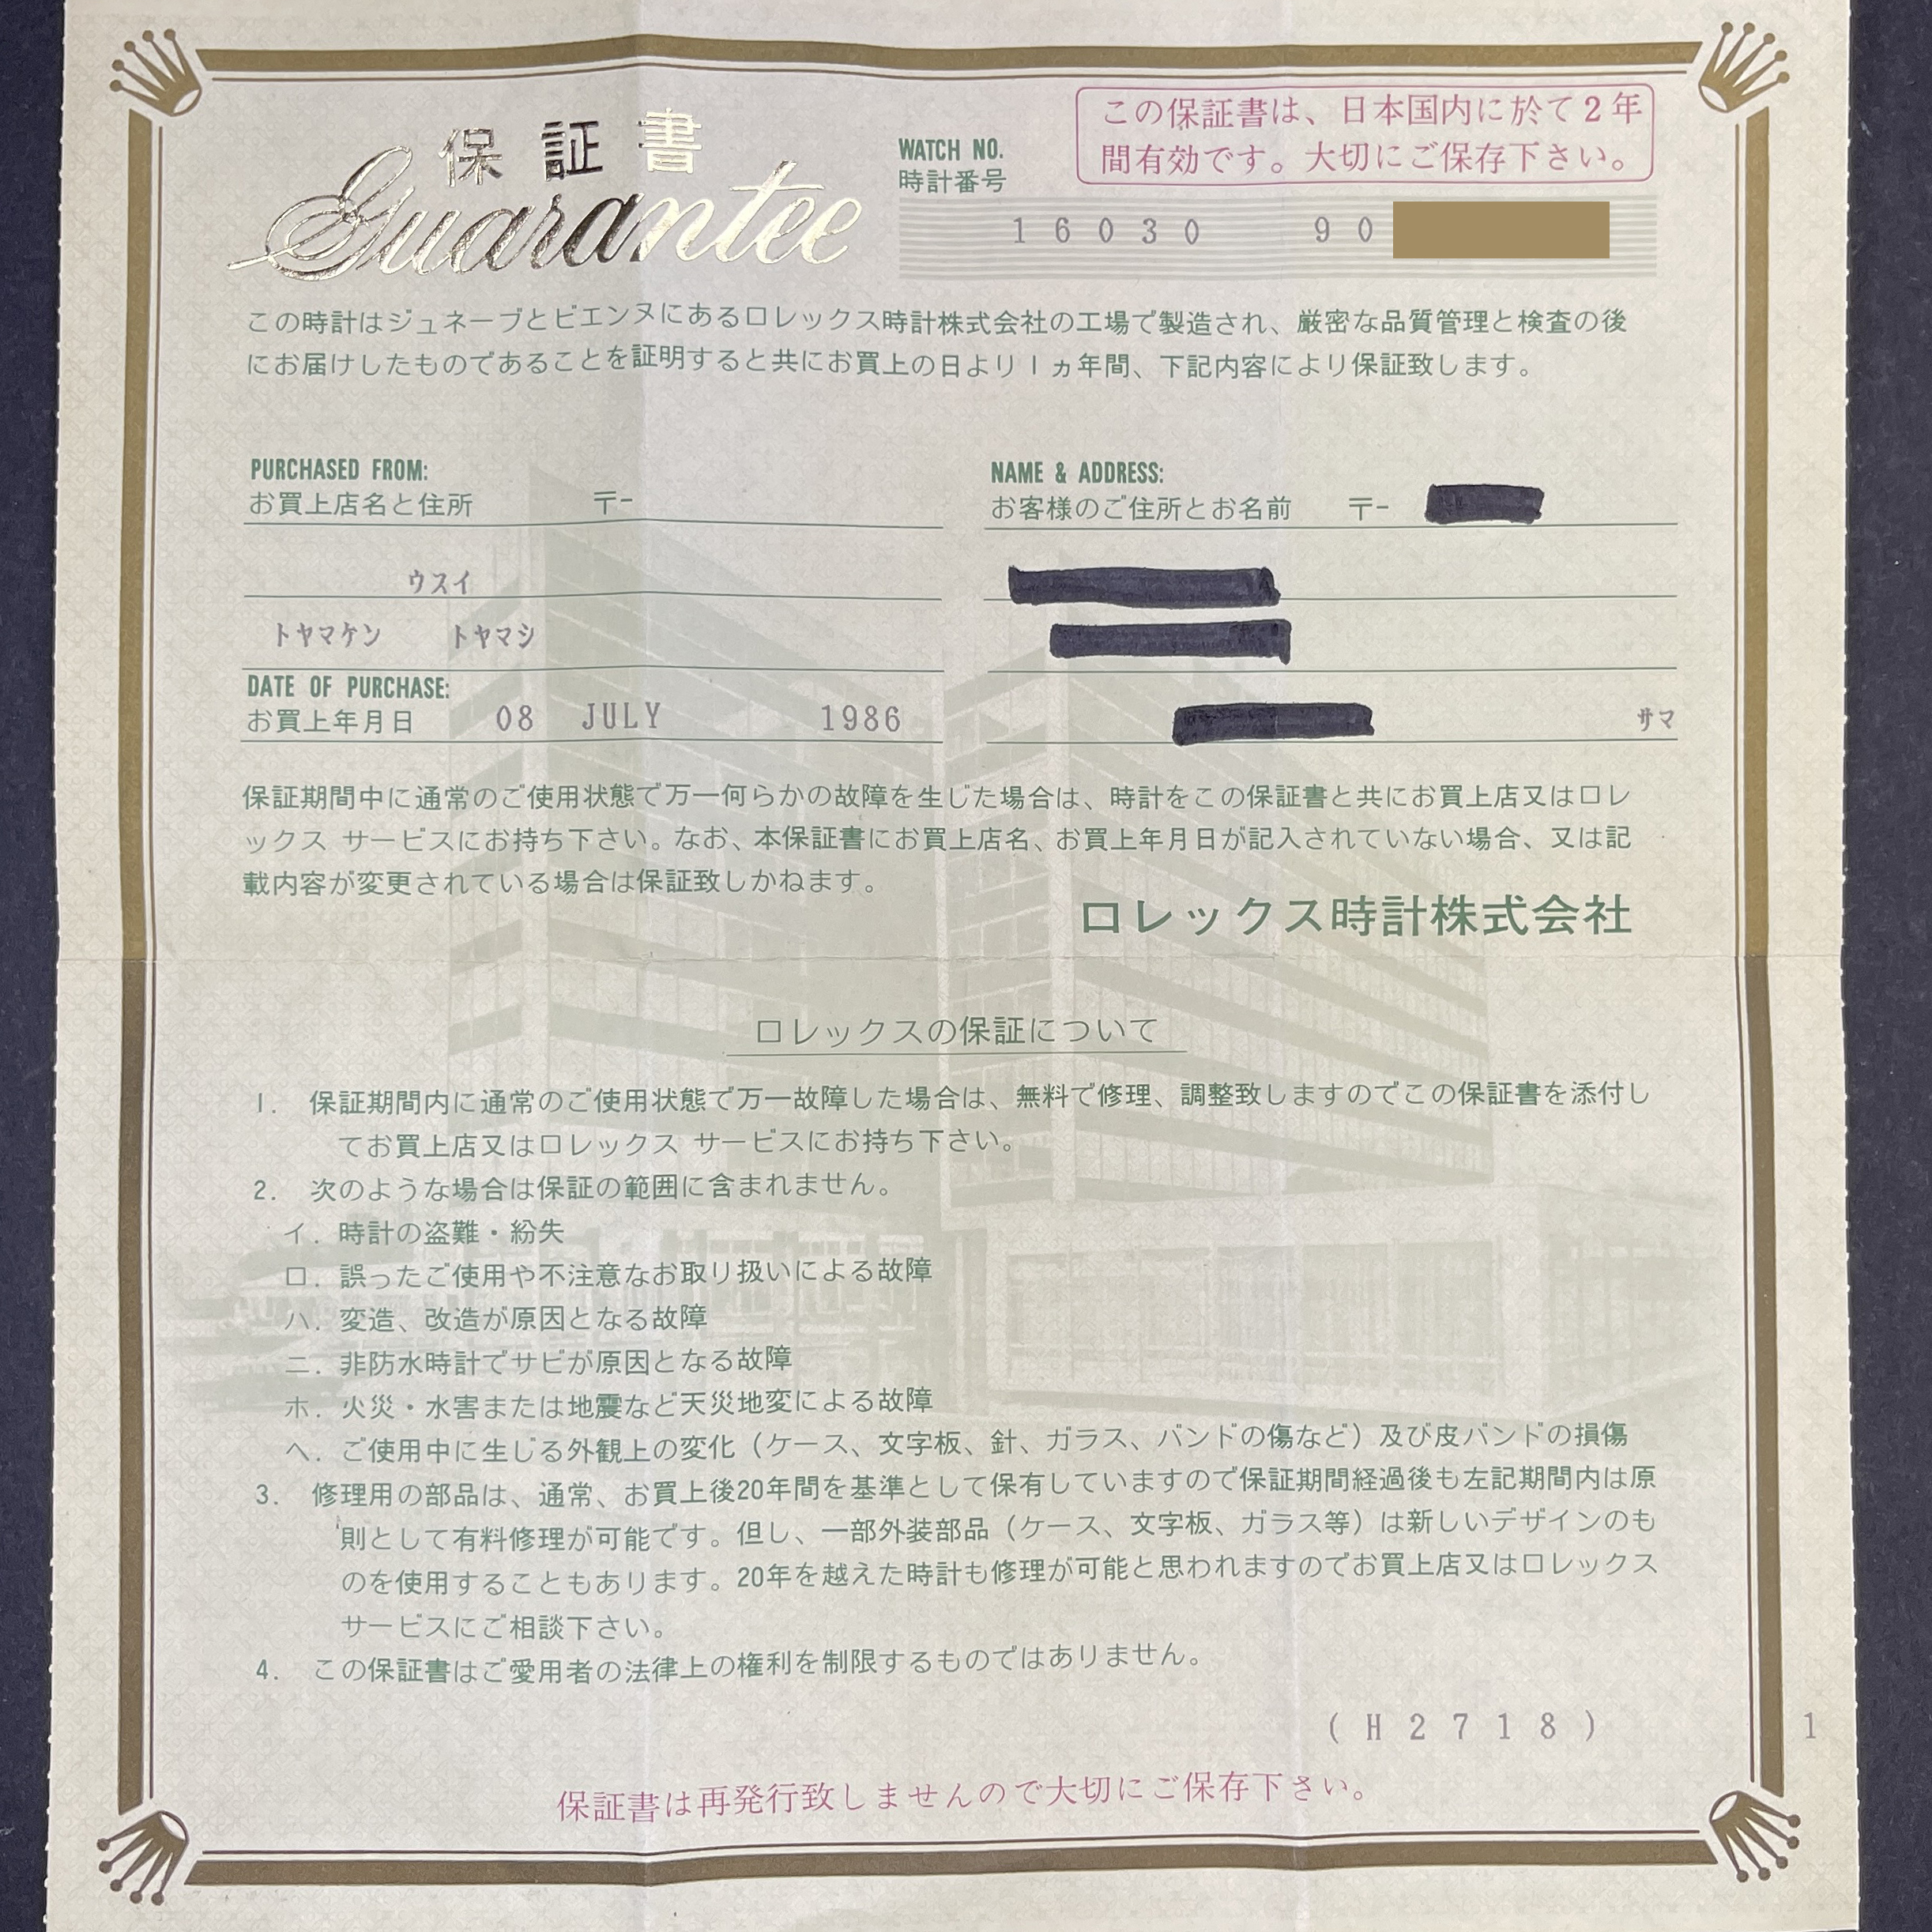 保証書
Guarantee
WATCH NO.
時計番号
この保証書は、日本国内に於て2年
間有効です。大切にご保存下さい。
16030 90
この時計はジュネーブとビエンヌにあるロレックス時計株式会社の工場で製造され、厳密な品質管理と検査の後
にお届けしたものであることを証明すると共にお買上の日より1ヵ年間、下記内容により保証致します。
PURCHASED FROM:
お買上店名と住所 〒-
ウスイ
トヤマケン トヤマシ
DATE OF PURCHASE:
お買上年月日 08 JULY 1986
NAME & ADDRESS:
お客様のご住所とお名前 〒-
サマ
保証期間中に通常のご使用状態で万一何らかの故障を生じた場合は、時計をこの保証書と共にお買上店又はロレ
ックス サービスにお持ち下さい。なお、本保証書にお買上店名、お買上年月日が記入されていない場合、又は記
載内容が変更されている場合は保証致しかねます。
ロレックス時計株式会社
ロレックスの保証について
1. 保証期間内に通常のご使用状態で万一故障した場合は、無料で修理、調整致しますのでこの保証書を添付し
てお買上店又はロレックス サービスにお持ち下さい。
2. 次のような場合は保証の範囲に含まれません。
イ. 時計の盗難・紛失
ロ. 誤ったご使用や不注意なお取り扱いによる故障
ハ. 変造、改造が原因となる故障
ニ. 非防水時計でサビが原因となる故障
ホ. 火災・水害または地震など天災地変による故障
ヘ. ご使用中に生じる外観上の変化（ケース、文字板、針、ガラス、バンドの傷など）及び皮バンドの損傷
3. 修理用の部品は、通常、お買上後20年間を基準として保有していますので保証期間経過後も左記期間内は原
則として有料修理が可能です。但し、一部外装部品（ケース、文字板、ガラス等）は新しいデザインのも
のを使用することもあります。20年を越えた時計も修理が可能と思われますのでお買上店又はロレックス
サービスにご相談下さい。
4. この保証書はご愛用者の法律上の権利を制限するものではありません。
(H2718) 1
保証書は再発行致しませんので大切にご保存下さい。